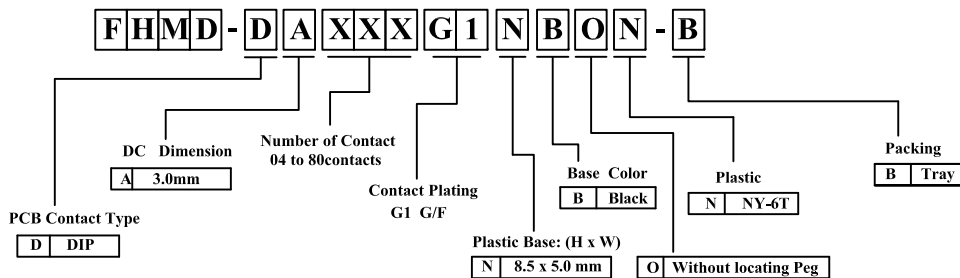 FHMD-DAXXXG1NBON-B
Number of Contact
04 to 80contacts
DC Dimension
A 3.0mm
Packing
B Tray
Base Color
B Black
Plastic
N NY-6T
Contact Plating
G1 G/F
PCB Contact Type
D DIP
Plastic Base: (H x W)
N 8.5 x 5.0 mm
O Without locating Peg